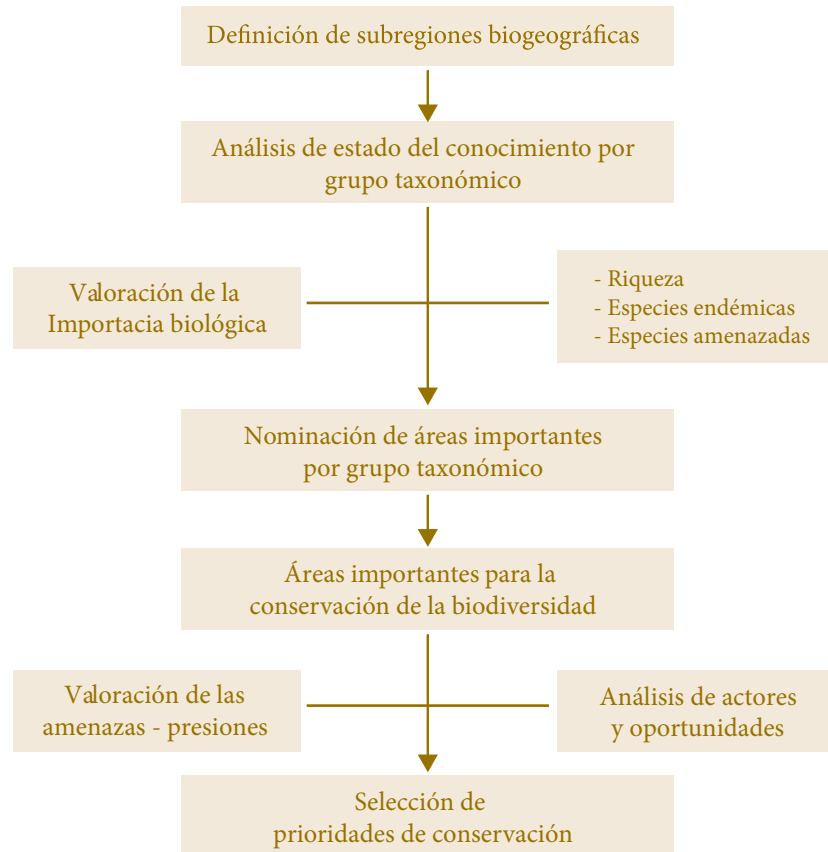 Definición de subregiones biogeográficas
Análisis de estado del conocimiento por
grupo taxonómico
Valoración de la
Importacia biológica
- Riqueza
- Especies endémicas
- Especies amenazadas
Nominación de áreas importantes
por grupo taxonómico
Áreas importantes para la
conservación de la biodiversidad
Valoración de las
amenazas - presiones
Análisis de actores
y oportunidades
Selección de
prioridades de conservación